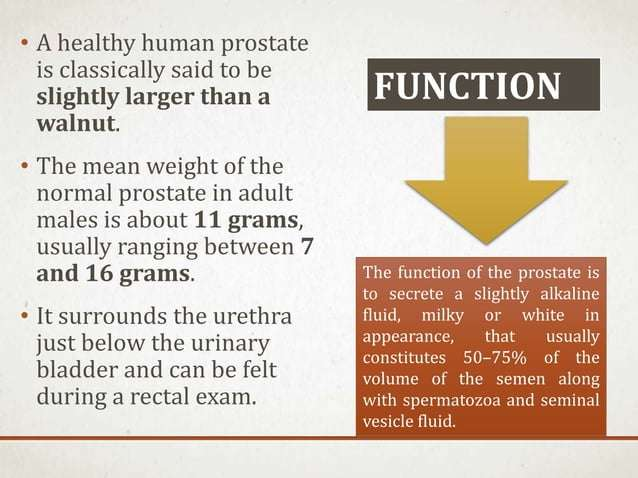 • A healthy human prostate
is classically said to be
slightly larger than a
walnut.
• The mean weight of the
normal prostate in adult
males is about 11 grams,
usually ranging between 7
and 16 grams.
• It surrounds the urethra
just below the urinary
bladder and can be felt
during a rectal exam.
FUNCTION
The function of the prostate is
to secrete a slightly alkaline
fluid, milky or white in
appearance, that usually
constitutes 50–75% of the
volume of the semen along
with spermatozoa and seminal
vesicle fluid.